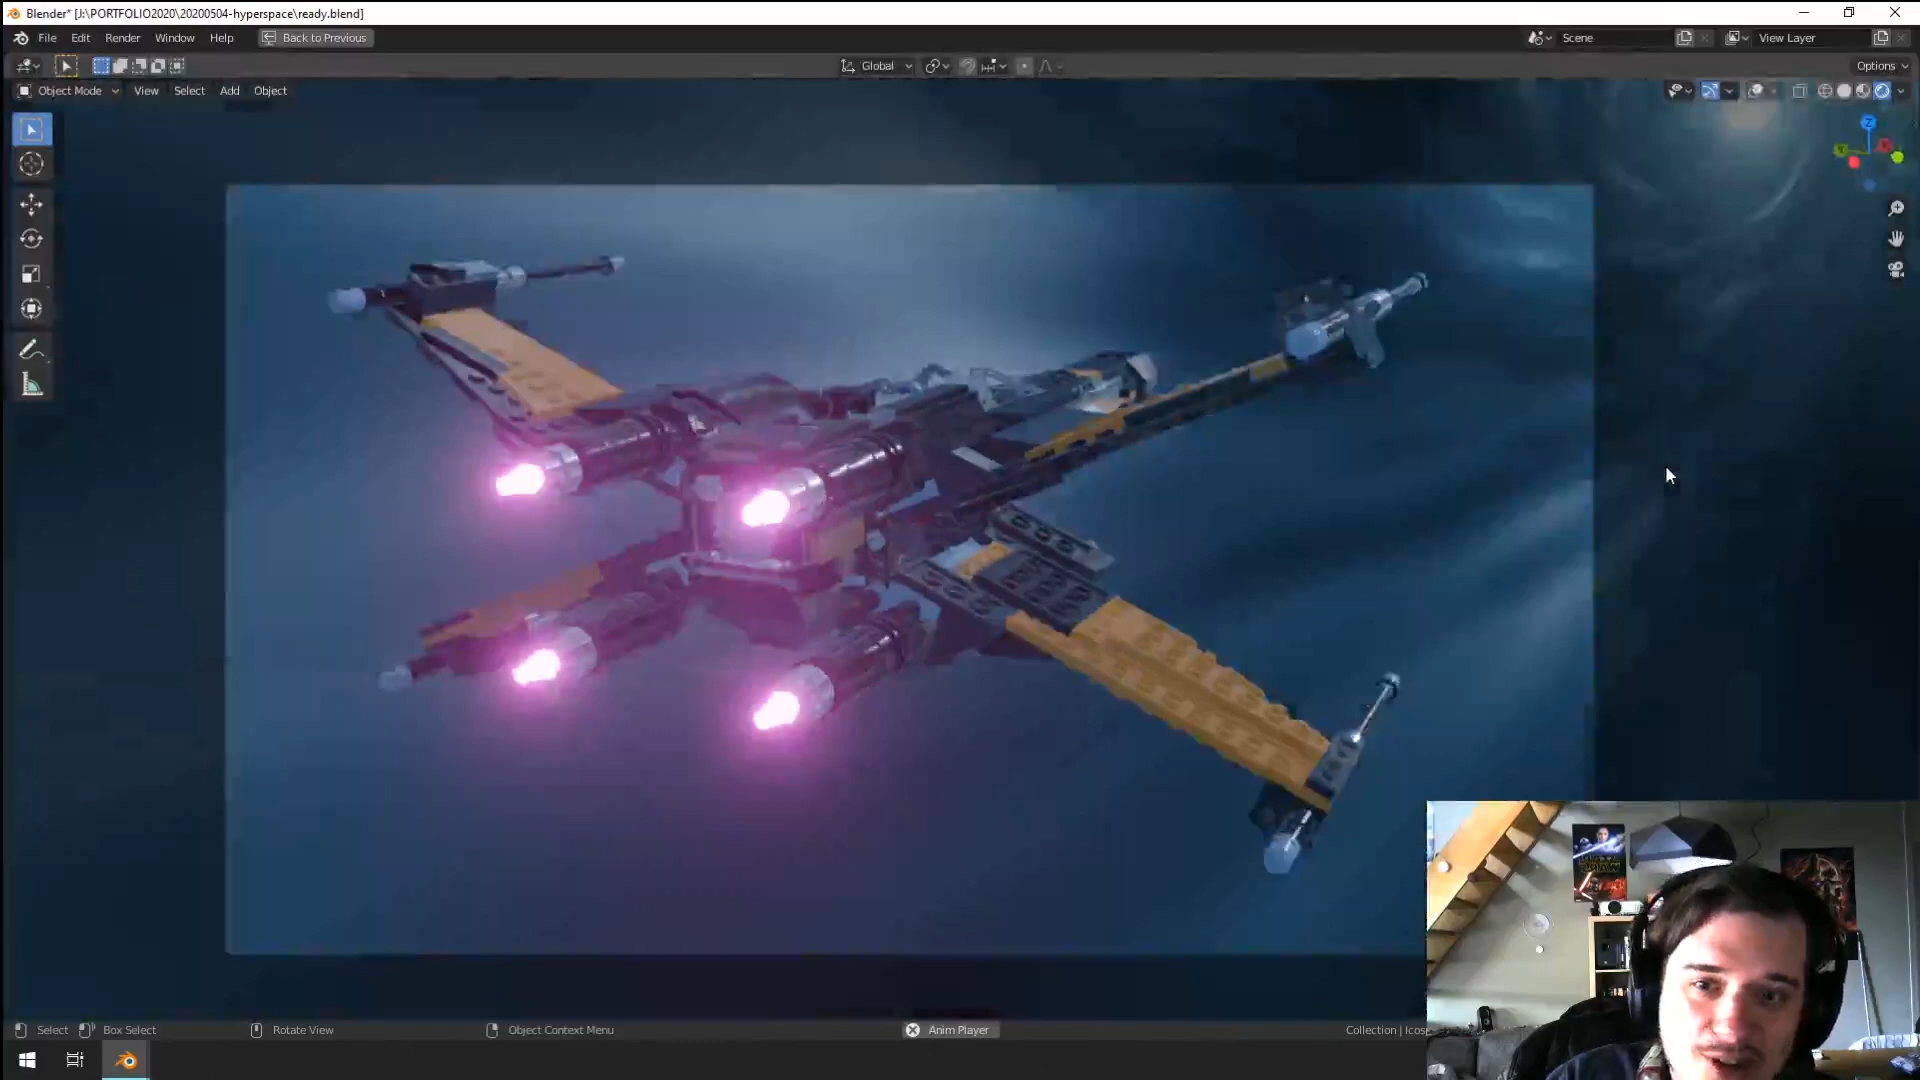 Blender* [J:\PORTFOLIO2020\20200504-hyperspace\ready.blend]
File Edit Render Window Help Back to Previous Scene View Layer
Global Options
Object Mode View Select Add Object
Z
Select Box Select Rotate View Object Context Menu Anim Player Collection | Icos